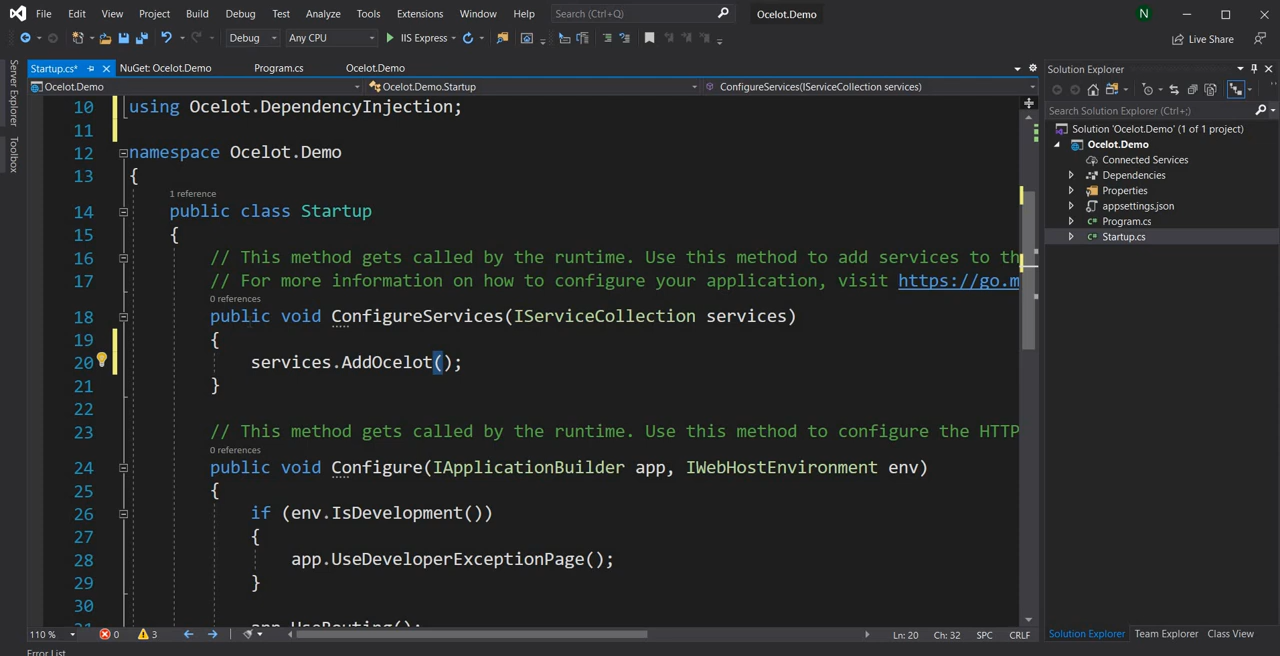 File Edit View Project Build Debug Test Analyze Tools Extensions Window Help Search (Ctrl+Q) Ocelot.Demo N
Debug Any CPU IIS Express Live Share
Server Explorer
Toolbox
Startup.cs* NuGet: Ocelot.Demo Program.cs Ocelot.Demo
Ocelot.Demo Ocelot.Demo.Startup ConfigureServices(IServiceCollection services)
10 using Ocelot.DependencyInjection;
11
12 namespace Ocelot.Demo
13 {
1 reference
14 public class Startup
15 {
16 // This method gets called by the runtime. Use this method to add services to th
17 // For more information on how to configure your application, visit https://go.m
0 references
18 public void ConfigureServices(IServiceCollection services)
19 {
20 services.AddOcelot();
21 }
22
23 // This method gets called by the runtime. Use this method to configure the HTTP
0 references
24 public void Configure(IApplicationBuilder app, IWebHostEnvironment env)
25 {
26 if (env.IsDevelopment())
27 {
28 app.UseDeveloperExceptionPage();
29 }
30
31 app.UseRouting();
110 % 0 3 Ln: 20 Ch: 32 SPC CRLF
Error List
Solution Explorer
Search Solution Explorer (Ctrl+;)
Solution 'Ocelot.Demo' (1 of 1 project)
Ocelot.Demo
Connected Services
Dependencies
Properties
appsettings.json
C# Program.cs
C# Startup.cs
Solution Explorer Team Explorer Class View